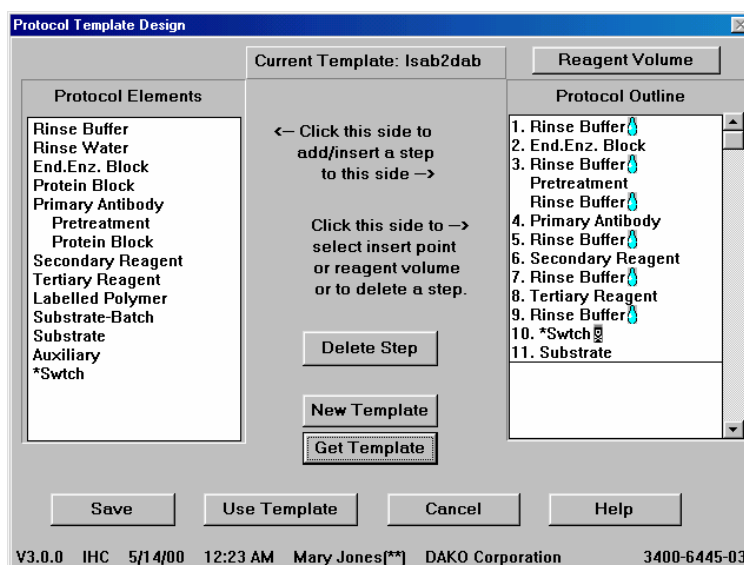 Protocol Template Design
Current Template: lsab2dab
Reagent Volume
Protocol Elements
Rinse Buffer
Rinse Water
End.Enz. Block
Protein Block
Primary Antibody
Pretreatment
Protein Block
Secondary Reagent
Tertiary Reagent
Labelled Polymer
Substrate-Batch
Substrate
Auxiliary
*Swtch
<– Click this side to
add/insert a step
to this side –>
Click this side to –>
select insert point
or reagent volume
or to delete a step.
Delete Step
New Template
Get Template
Protocol Outline
1. Rinse Buffer
2. End.Enz. Block
3. Rinse Buffer
Pretreatment
Rinse Buffer
4. Primary Antibody
5. Rinse Buffer
6. Secondary Reagent
7. Rinse Buffer
8. Tertiary Reagent
9. Rinse Buffer
10. *Swtch
11. Substrate
Save
Use Template
Cancel
Help
V3.0.0 IHC 5/14/00 12:23 AM Mary Jones[**] DAKO Corporation 3400-6445-03